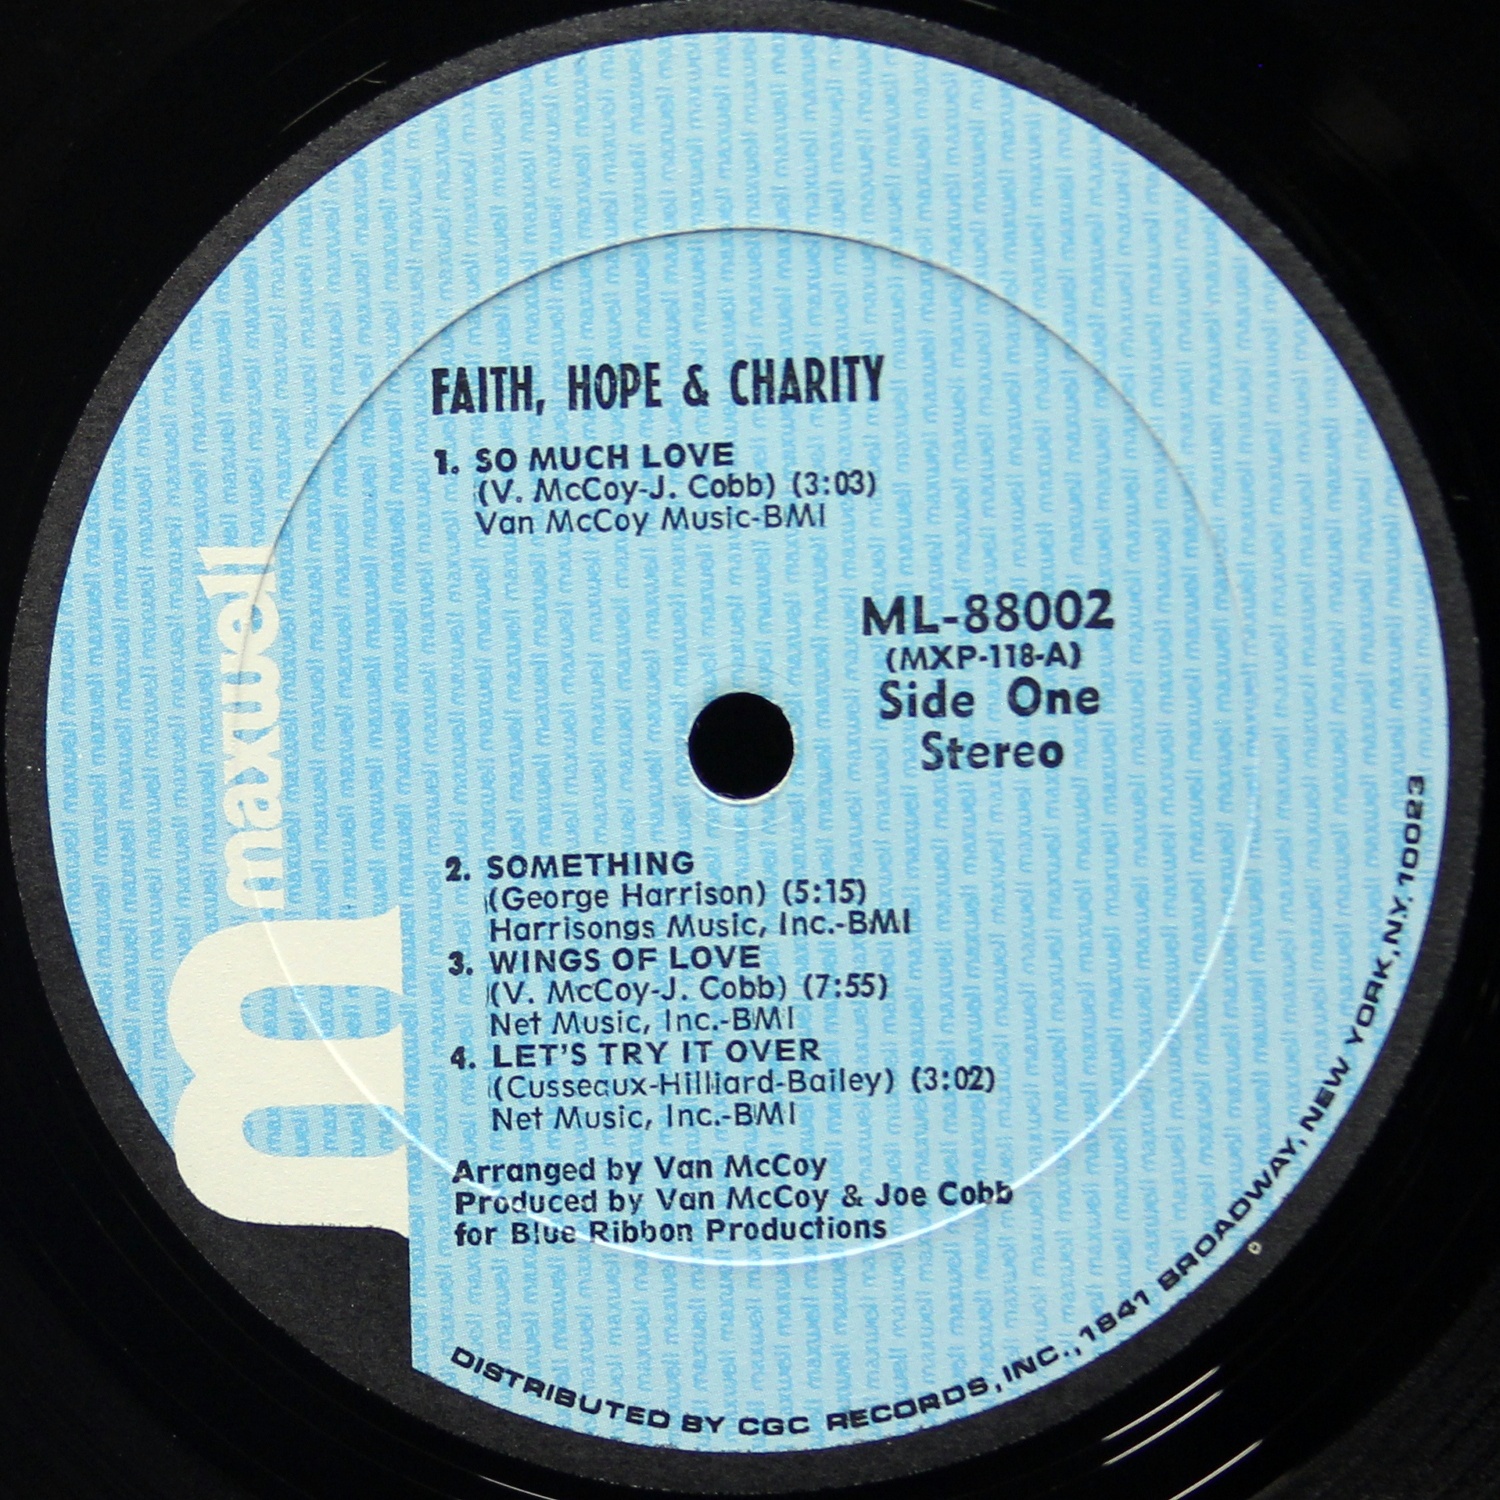 maxwell
m
FAITH, HOPE & CHARITY
1. SO MUCH LOVE
(V. McCoy-J. Cobb) (3:03)
Van McCoy Music-BMI
ML-88002
(MXP-118-A)
Side One
Stereo
2. SOMETHING
(George Harrison) (5:15)
Harrisongs Music, Inc.-BMI
3. WINGS OF LOVE
(V. McCoy-J. Cobb) (7:55)
Net Music, Inc.-BMI
4. LET'S TRY IT OVER
(Cusseaux-Hilliard-Bailey) (3:02)
Net Music, Inc.-BMI
Arranged by Van McCoy
Produced by Van McCoy & Joe Cobb
for Blue Ribbon Productions
DISTRIBUTED BY CGC RECORDS, INC., 1841 BROADWAY, NEW YORK, N.Y. 10023